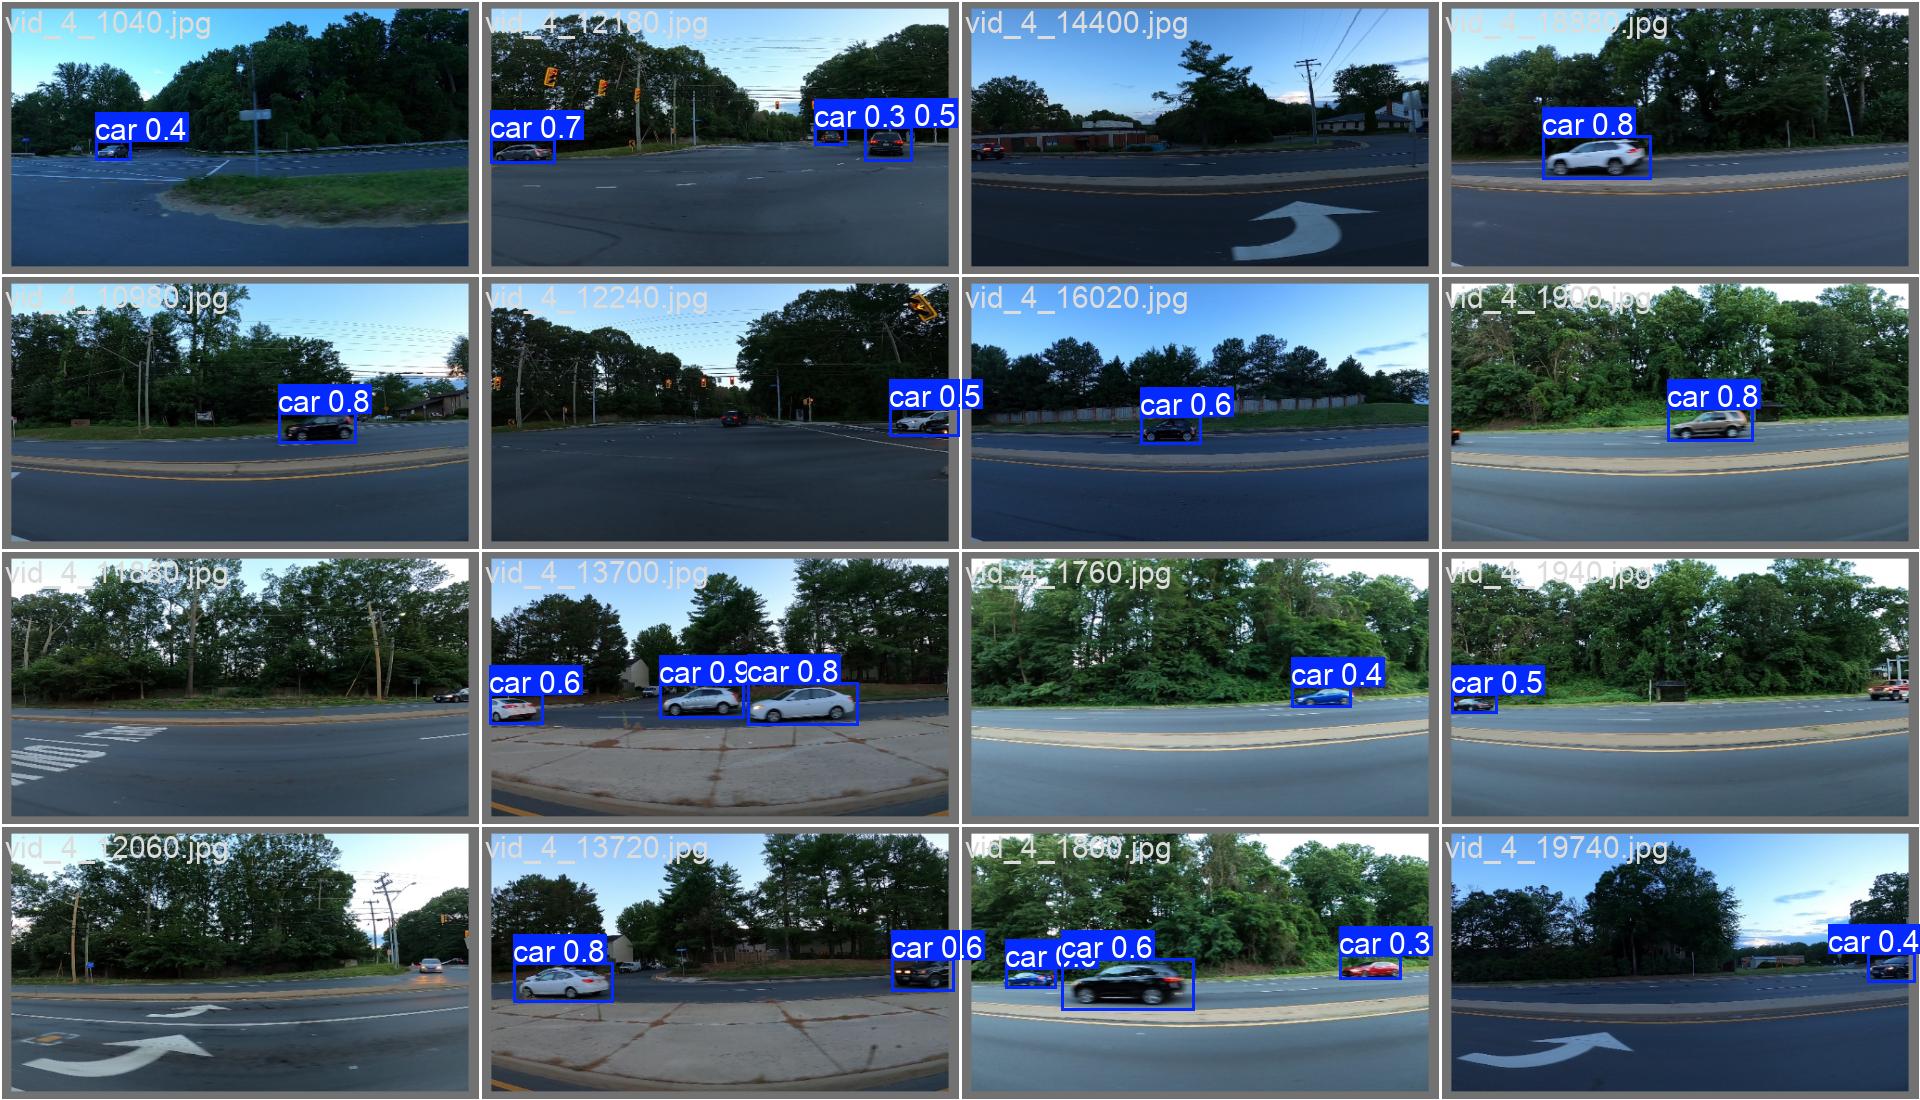 vid_4_1040.jpg
car 0.4
vid_4_12180.jpg
car 0.7
car 0.3 0.5
vid_4_14400.jpg
vid_4_18880.jpg
car 0.8
vid_4_10980.jpg
car 0.8
vid_4_12240.jpg
car 0.5
vid_4_16020.jpg
car 0.6
vid_4_1900.jpg
car 0.8
vid_4_11880.jpg
vid_4_13700.jpg
car 0.6
car 0.9
car 0.8
vid_4_1760.jpg
car 0.4
vid_4_1940.jpg
car 0.5
vid_4_12060.jpg
vid_4_13720.jpg
car 0.8
car 0.6
vid_4_1860.jpg
car
car 0.6
car 0.3
vid_4_19740.jpg
car 0.4